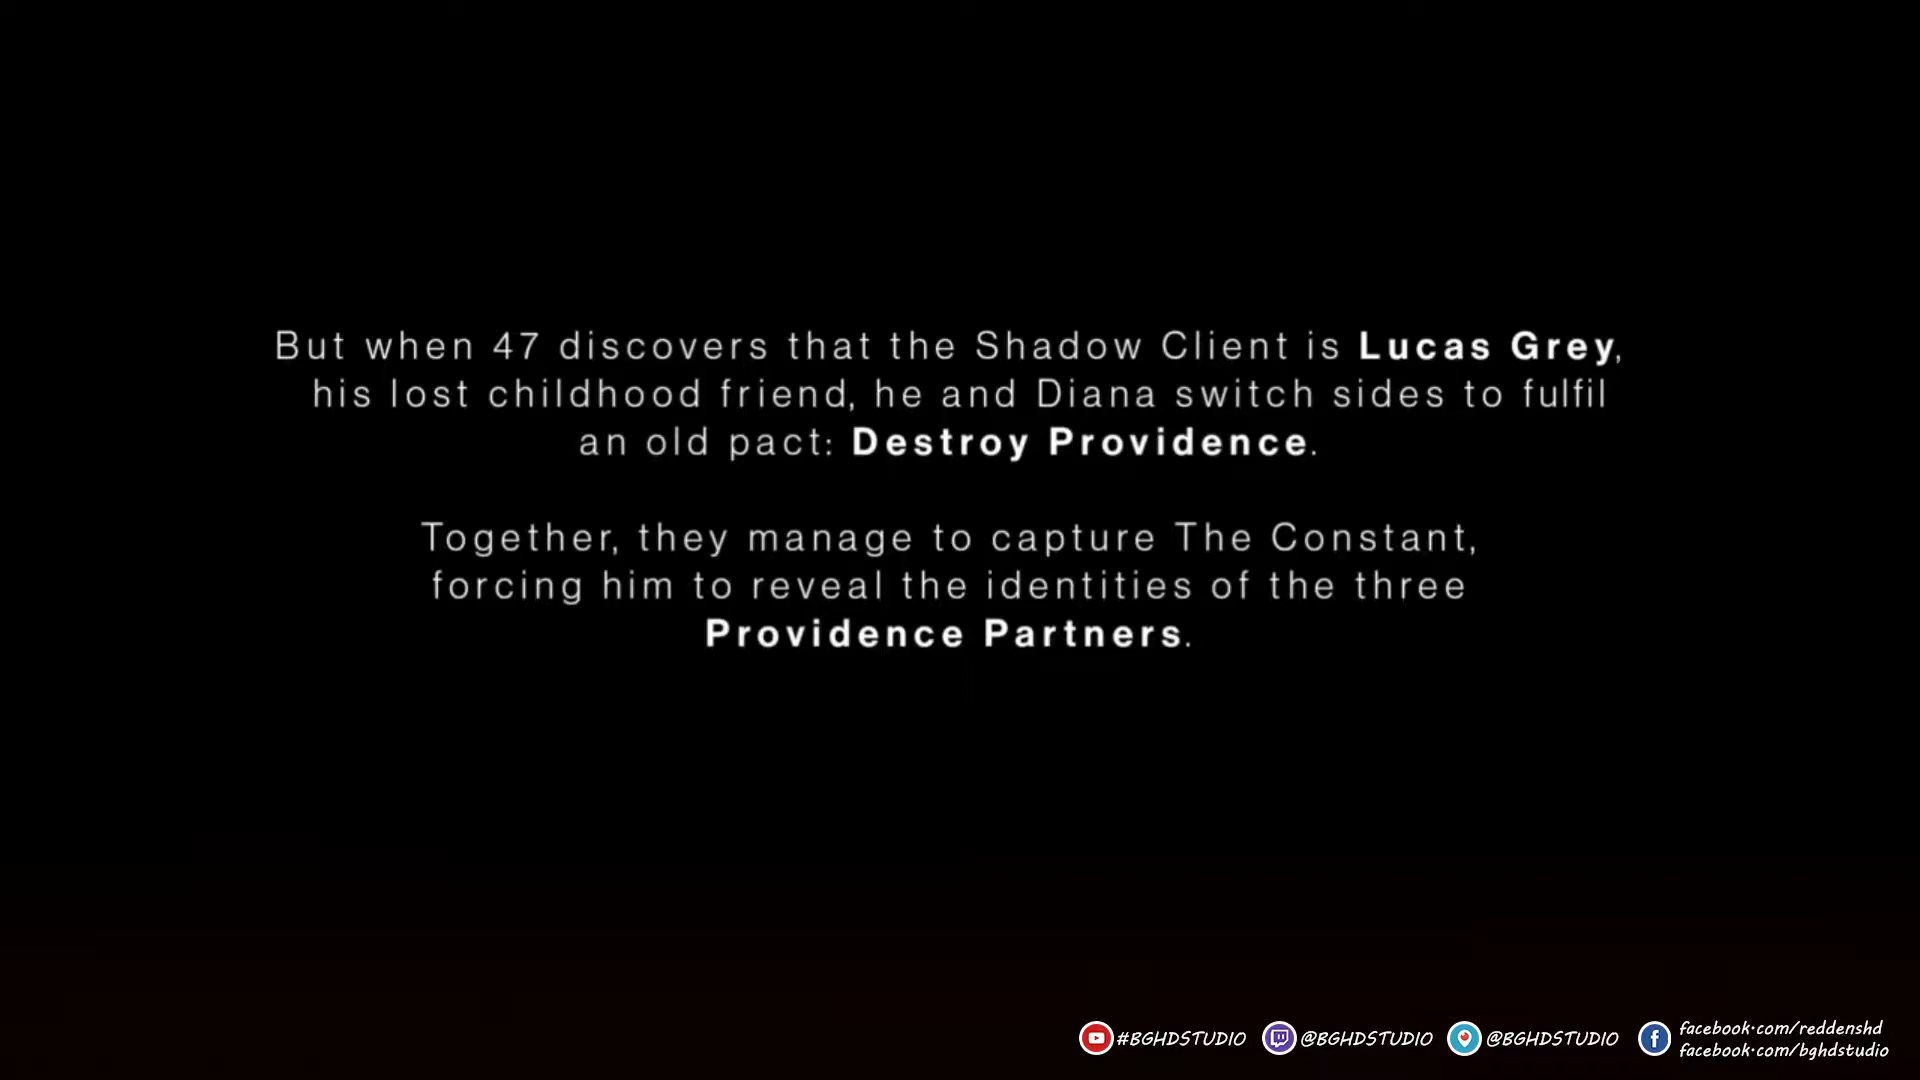 But when 47 discovers that the Shadow Client is Lucas Grey,
his lost childhood friend, he and Diana switch sides to fulfil
an old pact: Destroy Providence.
Together, they manage to capture The Constant,
forcing him to reveal the identities of the three
Providence Partners.
#BGHDSTUDIO @BGHDSTUDIO @BGHDSTUDIO
facebook.com/reddenshd
facebook.com/bghdstudio